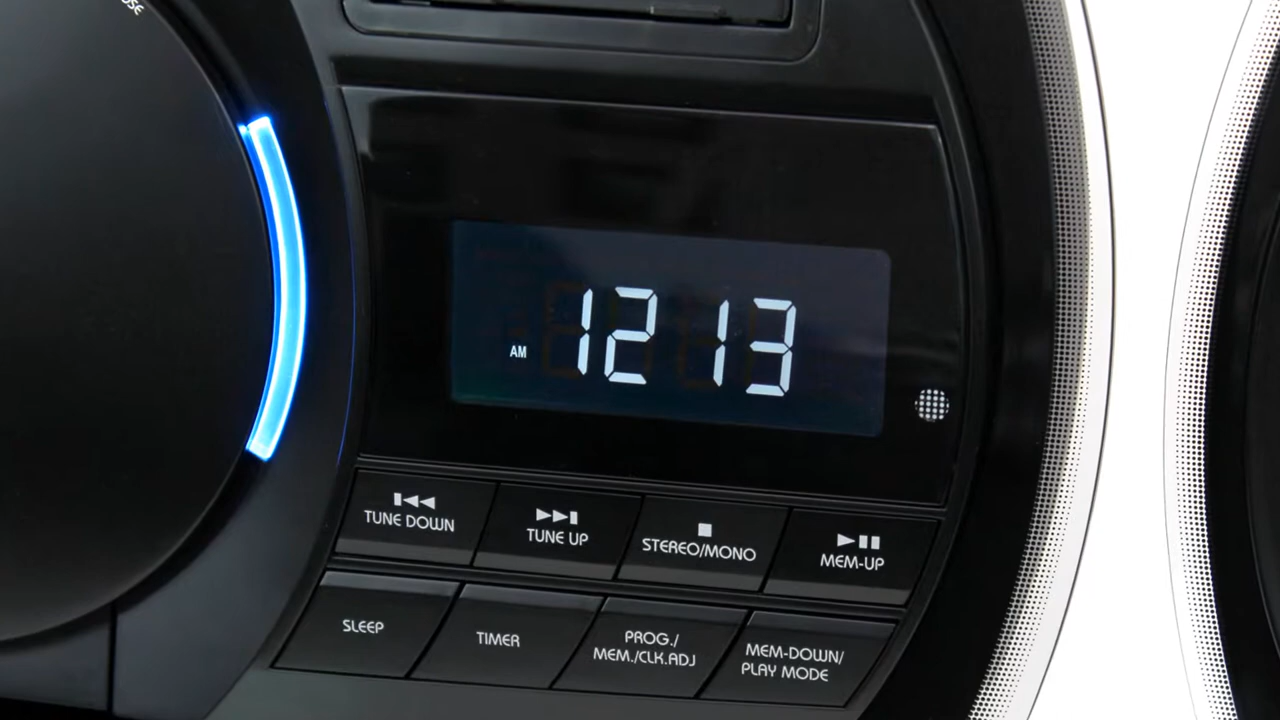 AM 1213
TUNE DOWN
TUNE UP
STEREO/MONO
MEM-UP
SLEEP
TIMER
PROG./
MEM./CLK.ADJ
MEM-DOWN/
PLAY MODE